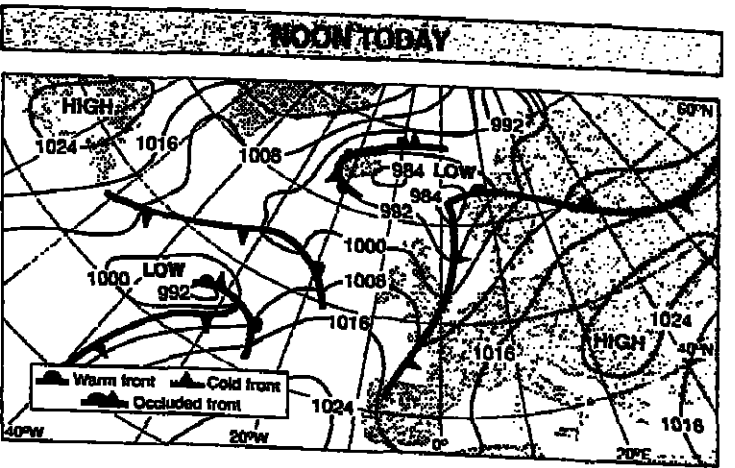 NOON TODAY
HIGH
60°N
1024
1016
1008
992
984 LOW
984
992
1000
1000
LOW
992
1008
1016
1024
1016
HIGH
1024
40°N
1016
Warm front
Cold front
Occluded front
40°W
20°W
0°
20°E